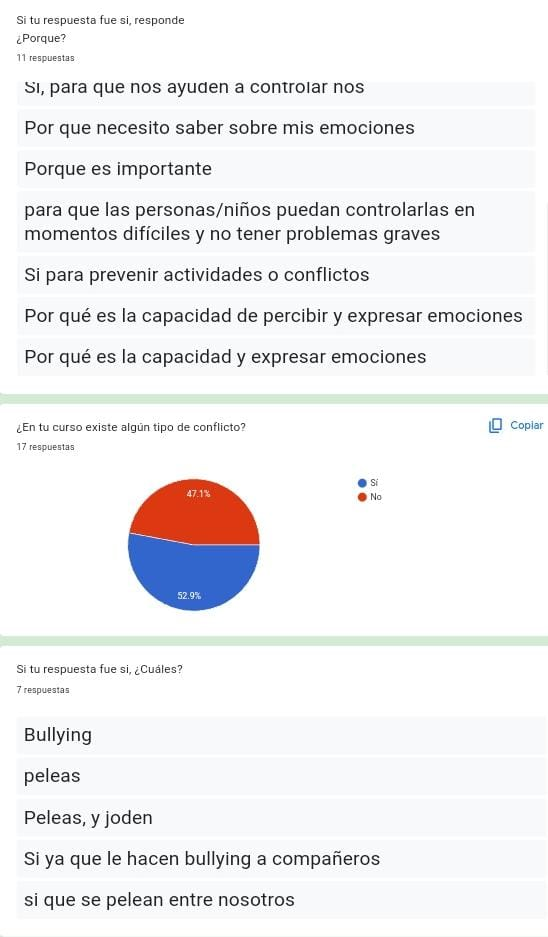 Si tu respuesta fue si, responde
¿Porque?
11 respuestas
Si, para que nos ayuden a controlar nos
Por que necesito saber sobre mis emociones
Porque es importante
para que las personas/niños puedan controlarlas en
momentos difíciles y no tener problemas graves
Si para prevenir actividades o conflictos
Por qué es la capacidad de percibir y expresar emociones
Por qué es la capacidad y expresar emociones
¿En tu curso existe algún tipo de conflicto?
Copiar
17 respuestas
47.1%
52.9%
Sí
No
Si tu respuesta fue si, ¿Cuáles?
7 respuestas
Bullying
peleas
Peleas, y joden
Si ya que le hacen bullying a compañeros
si que se pelean entre nosotros